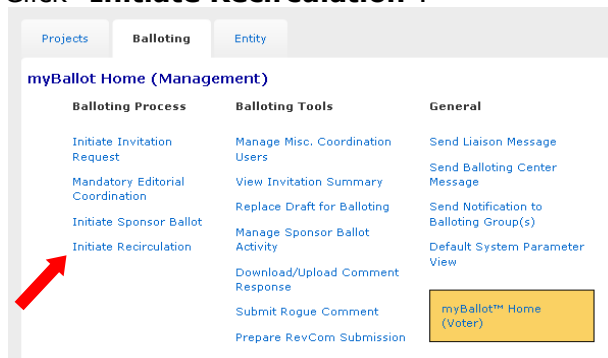 Click "Initiate Recirculation".
Projects Balloting Entity
myBallot Home (Management)
Balloting Process
Initiate Invitation
Request
Mandatory Editorial
Coordination
Initiate Sponsor Ballot
Initiate Recirculation
Balloting Tools
Manage Misc. Coordination
Users
View Invitation Summary
Replace Draft for Balloting
Manage Sponsor Ballot
Activity
Download/Upload Comment
Response
Submit Rogue Comment
Prepare RevCom Submission
General
Send Liaison Message
Send Balloting Center
Message
Send Notification to
Balloting Group(s)
Default System Parameter
View
myBallot™ Home
(Voter)